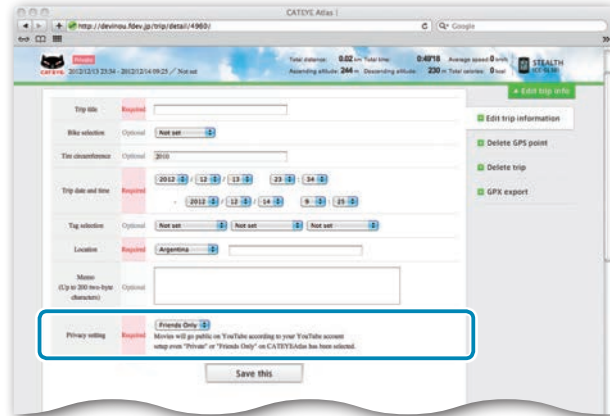 CATEYE Atlas |
http://devinou.fdev.jp/trip/detail/4960/
Google
CATEYE
Private
2012/12/13 23:34 - 2012/12/14 09:25 / Not set
Total distance: 0.02 km Total time: 0:49'18 Average speed 0 km/h
Ascending altitude: 244 m Descending altitude: 230 m Total calories: 0 kcal
STEALTH
Edit trip info
Trip title Required
Bike selection Optional Not set
Tire circumference Optional 2010
Trip date and time Required
2012 / 12 / 13 23 : 34
- 2012 / 12 / 14 9 : 25
Tag selection Optional Not set Not set Not set
Location Required Argentina
Memo
(Up to 200 two-byte
characters)
Optional
Privacy setting Required Friends Only
Movies will go public on YouTube according to your YouTube account
setup even "Private" or "Friends Only" on CATEYEAtlas has been selected.
Save this
Edit trip information
Delete GPS point
Delete trip
GPX export